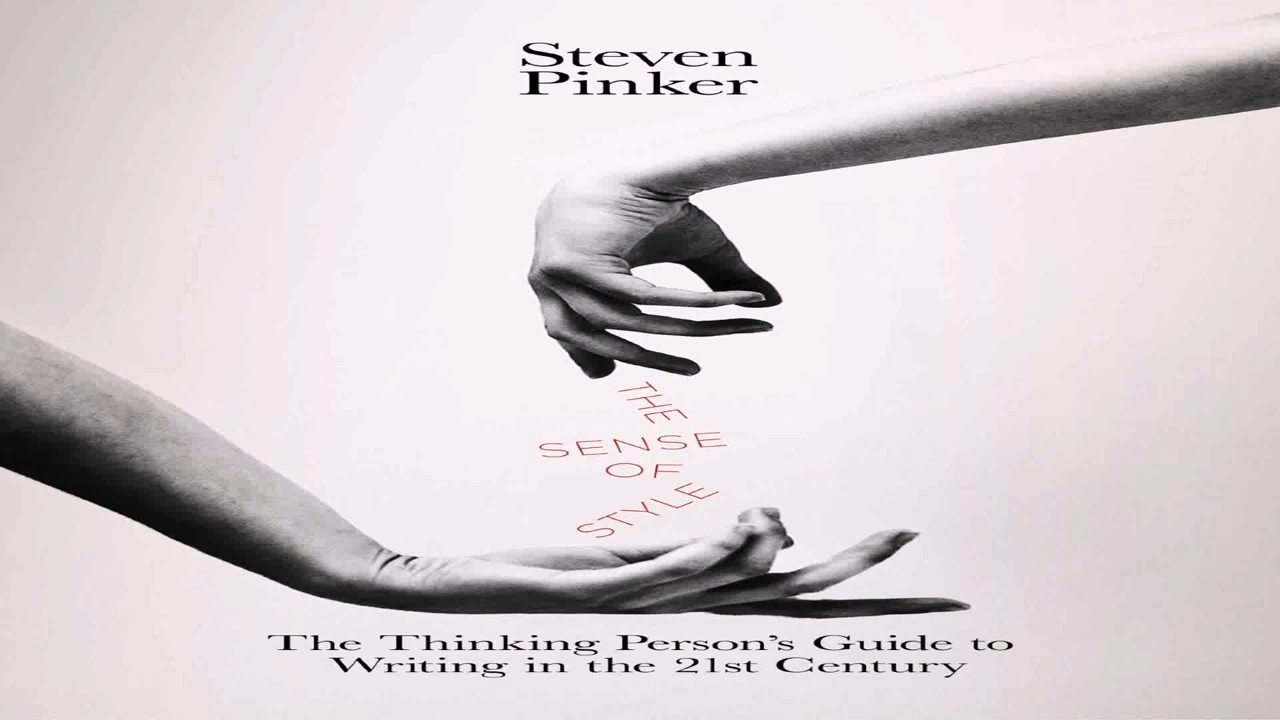 Steven
Pinker
THE
SENSE
OF
STYLE
The Thinking Person’s Guide to
Writing in the 21st Century